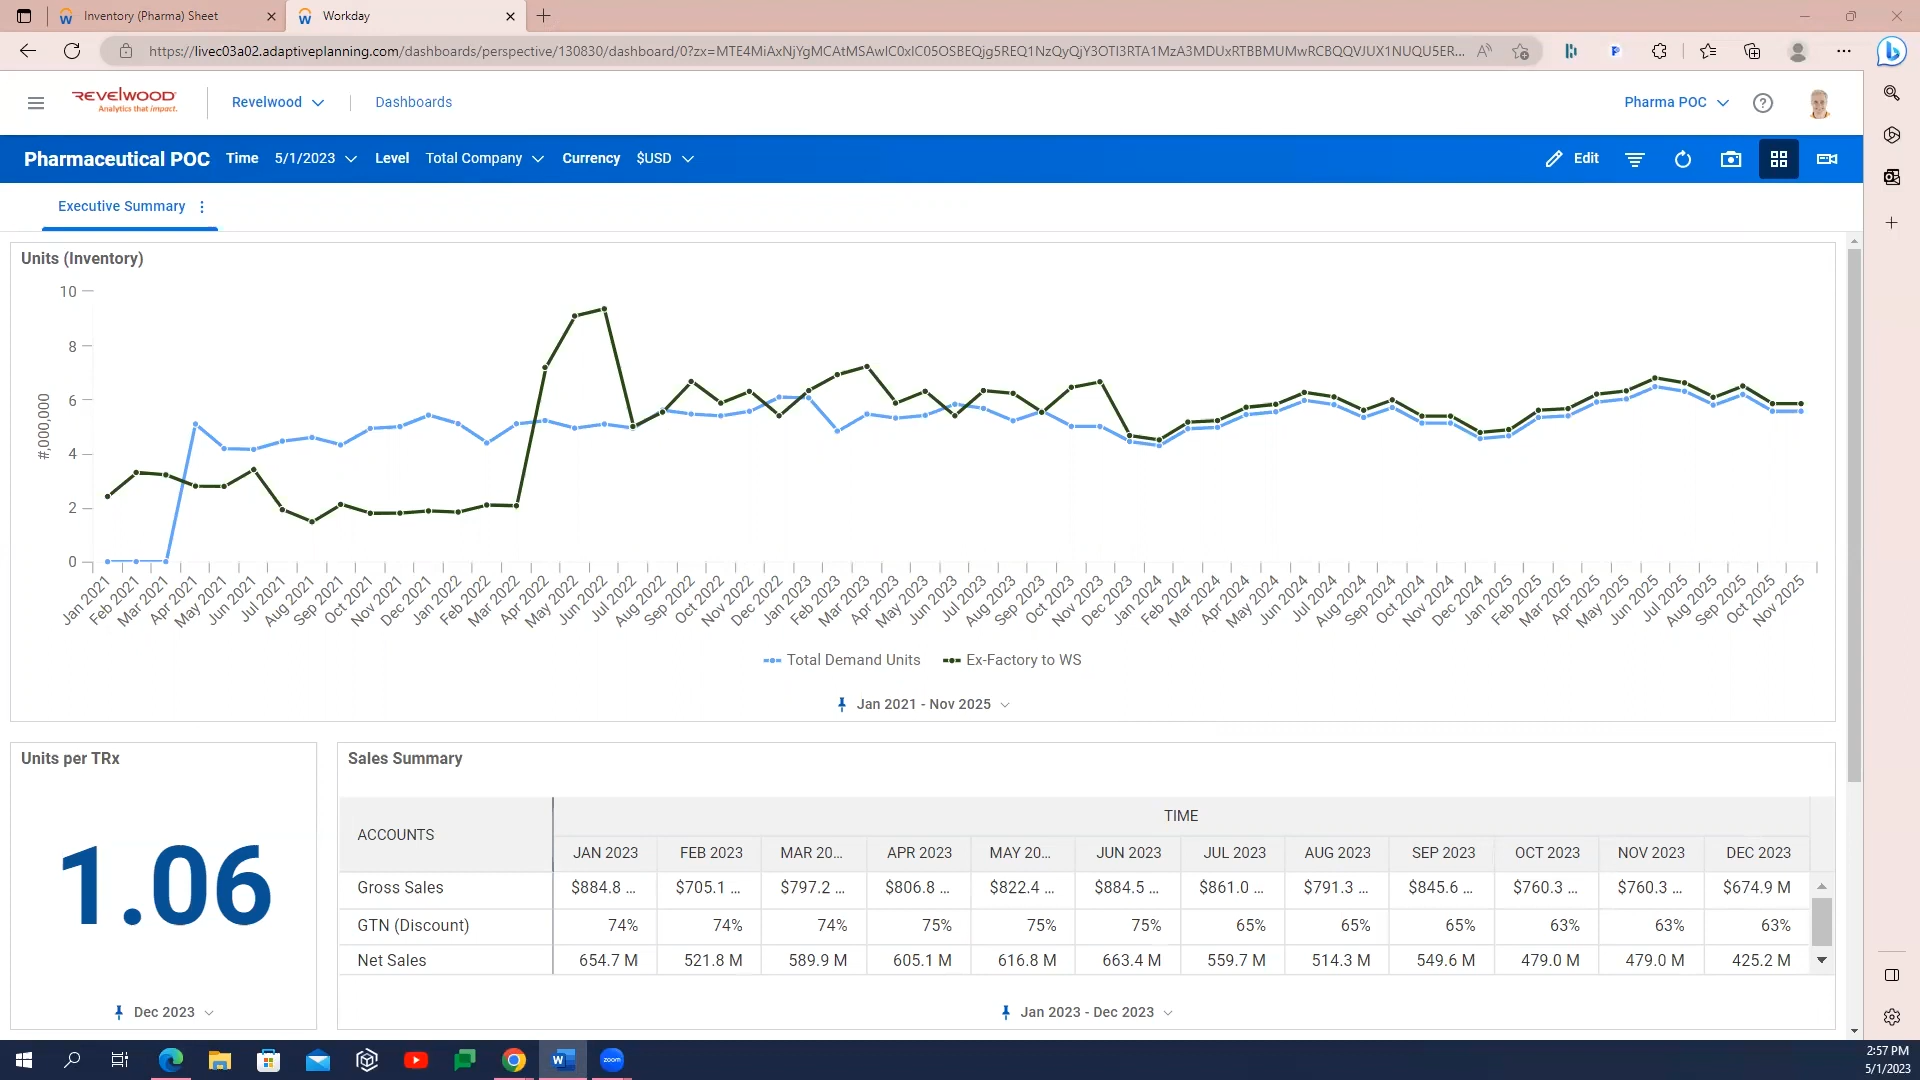 Inventory (Pharma) Sheet
Workday
https://livec03a02.adaptiveplanning.com/dashboards/perspective/130830/dashboard/0?zx=
REVELWOOD
Analytics that impact.
Revelwood
Dashboards
Pharma POC
Pharmaceutical POC Time 5/1/2023 Level Total Company Currency $USD
Edit
Executive Summary
Units (Inventory)
10
8
6
4
2
0
#,000,000
Jan 2021
Feb 2021
Mar 2021
Apr 2021
May 2021
Jun 2021
Jul 2021
Aug 2021
Sep 2021
Oct 2021
Nov 2021
Dec 2021
Jan 2022
Feb 2022
Mar 2022
Apr 2022
May 2022
Jun 2022
Jul 2022
Aug 2022
Sep 2022
Oct 2022
Nov 2022
Dec 2022
Jan 2023
Feb 2023
Mar 2023
Apr 2023
May 2023
Jun 2023
Jul 2023
Aug 2023
Sep 2023
Oct 2023
Nov 2023
Dec 2023
Jan 2024
Feb 2024
Mar 2024
Apr 2024
May 2024
Jun 2024
Jul 2024
Aug 2024
Sep 2024
Oct 2024
Nov 2024
Dec 2024
Jan 2025
Feb 2025
Mar 2025
Apr 2025
May 2025
Jun 2025
Jul 2025
Aug 2025
Sep 2025
Oct 2025
Nov 2025
Total Demand Units Ex-Factory to WS
Jan 2021 - Nov 2025
Units per TRx
1.06
Dec 2023
Sales Summary
TIME
ACCOUNTS
JAN 2023 FEB 2023 MAR 20... APR 2023 MAY 20... JUN 2023 JUL 2023 AUG 2023 SEP 2023 OCT 2023 NOV 2023 DEC 2023
Gross Sales $884.8 ... $705.1 ... $797.2 ... $806.8 ... $822.4 ... $884.5 ... $861.0 ... $791.3 ... $845.6 ... $760.3 ... $760.3 ... $674.9 M
GTN (Discount) 74% 74% 74% 75% 75% 75% 65% 65% 65% 63% 63% 63%
Net Sales 654.7 M 521.8 M 589.9 M 605.1 M 616.8 M 663.4 M 559.7 M 514.3 M 549.6 M 479.0 M 479.0 M 425.2 M
Jan 2023 - Dec 2023
zoom
2:57 PM
5/1/2023